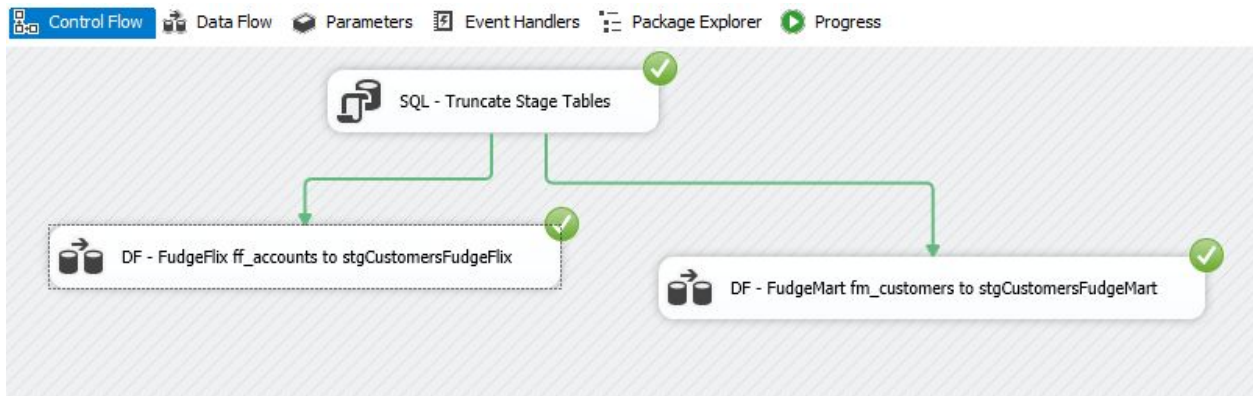 Control Flow Data Flow Parameters Event Handlers Package Explorer Progress
SQL - Truncate Stage Tables
DF - FudgeFlix ff_accounts to stgCustomersFudgeFlix
DF - FudgeMart fm_customers to stgCustomersFudgeMart